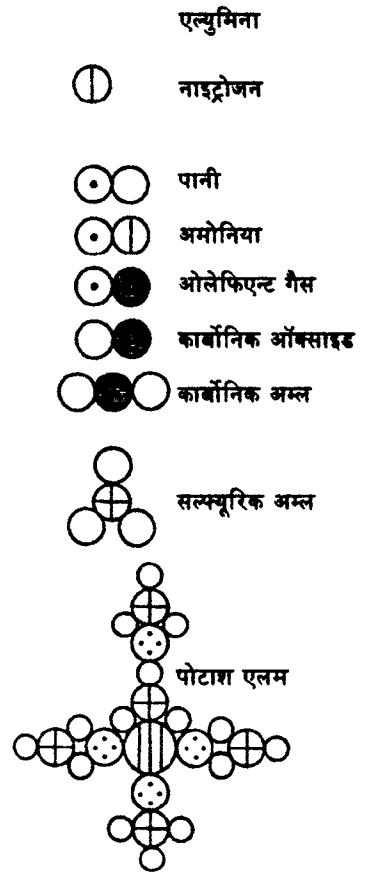 एल्युमिना
नाइट्रोजन
पानी
अमोनिया
ओलेफिएन्ट गैस
कार्बोनिक ऑक्साइड
कार्बोनिक अम्ल
सल्फ्यूरिक अम्ल
पोटाश एलम